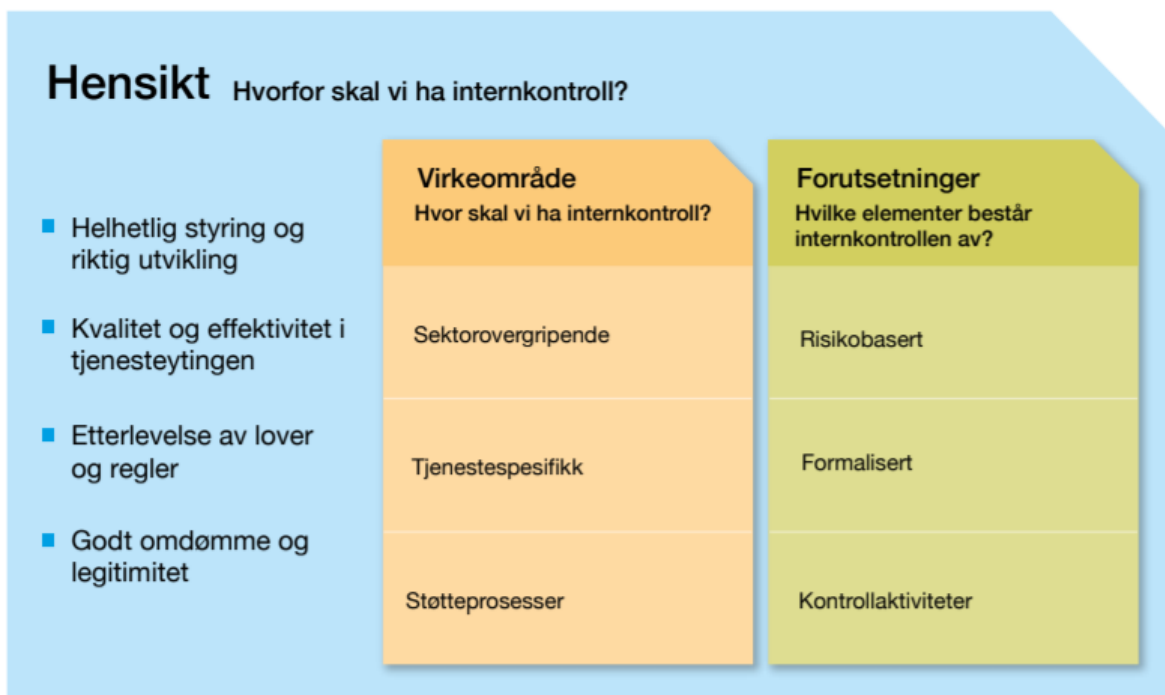 Hensikt Hvorfor skal vi ha internkontroll?
Helhetlig styring og
riktig utvikling
Kvalitet og effektivitet i
tjenesteytingen
Etterlevelse av lover
og regler
Godt omdømme og
legitimitet
Virkeområde
Hvor skal vi ha internkontroll?
Sektorovergripende
Tjenestespesifikk
Støtteprosesser
Forutsetninger
Hvilke elementer består
internkontrollen av?
Risikobasert
Formalisert
Kontrollaktiviteter